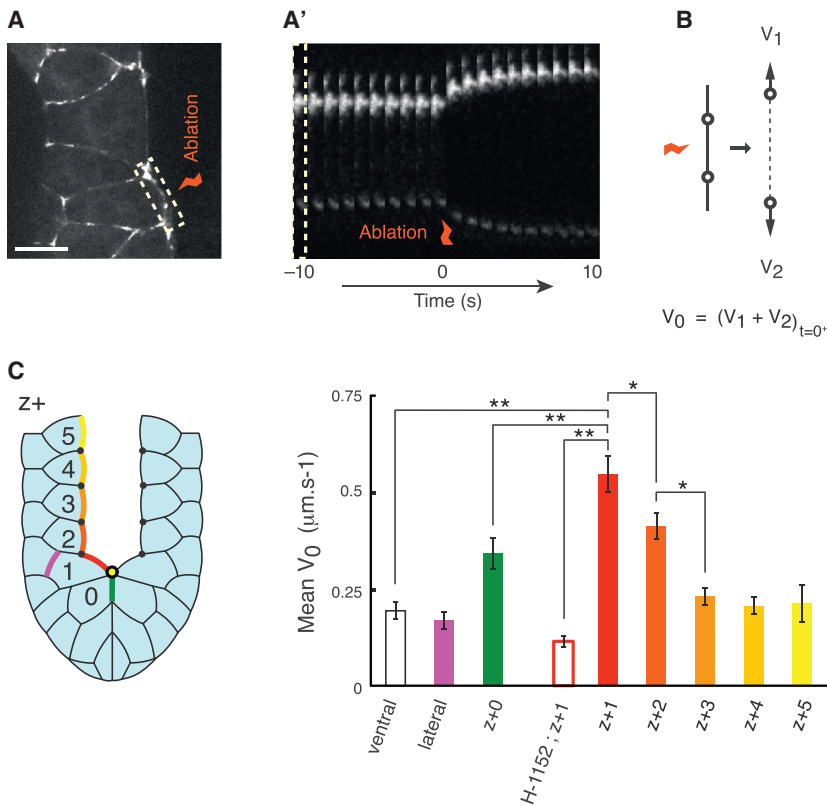 A
Ablation
A'
Ablation
–10 0 10
Time (s)
B
V1
V2
V0 = (V1 + V2)t=0+
C
z+
5
4
3
2
1
0
Mean V0 (μm.s-1)
0.75
0.5
0.25
0
** ** ** * *
ventral
lateral
z+0
H-1152 ; z+1
z+1
z+2
z+3
z+4
z+5